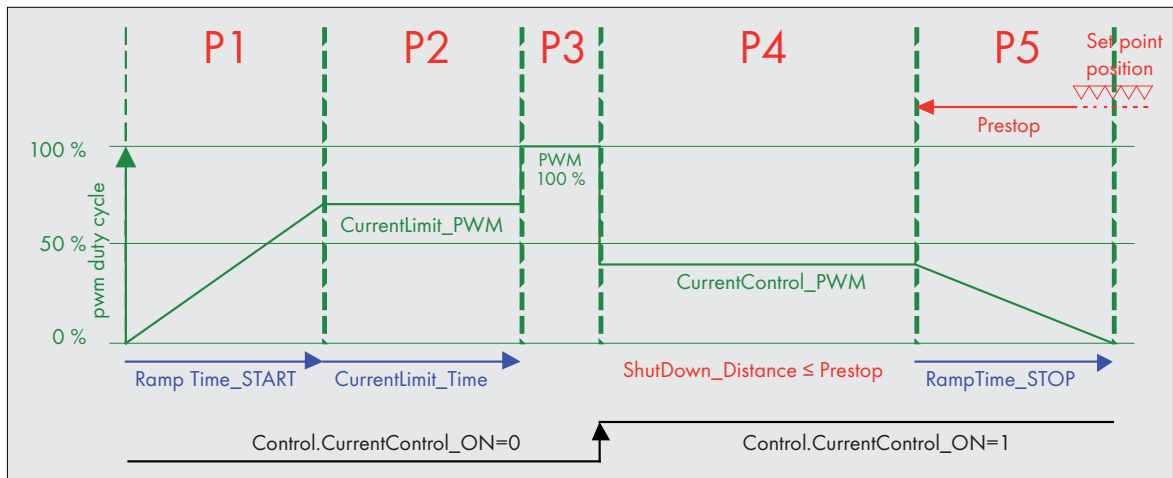 P1
P2
P3
P4
P5
Set point
position
Prestop
100 %
PWM
100 %
pwm duty cycle
CurrentLimit_PWM
50 %
CurrentControl_PWM
0 %
Ramp Time_START
CurrentLimit_Time
ShutDown_Distance ≤ Prestop
RampTime_STOP
Control.CurrentControl_ON=0
Control.CurrentControl_ON=1